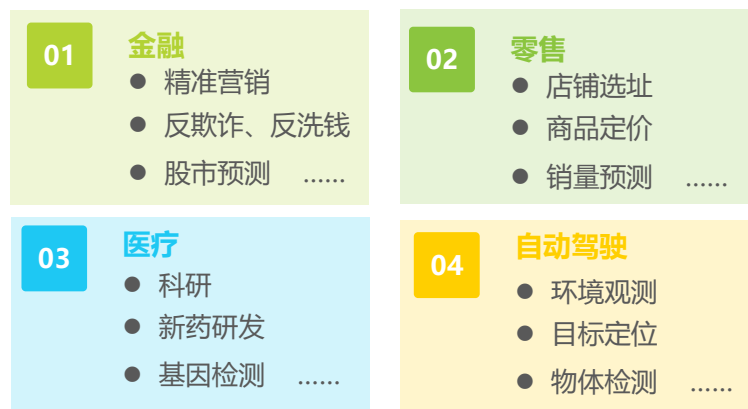 01
金融
● 精准营销
● 反欺诈、反洗钱
● 股市预测 ……
02
零售
● 店铺选址
● 商品定价
● 销量预测 ……
03
医疗
● 科研
● 新药研发
● 基因检测 ……
04
自动驾驶
● 环境观测
● 目标定位
● 物体检测 ……